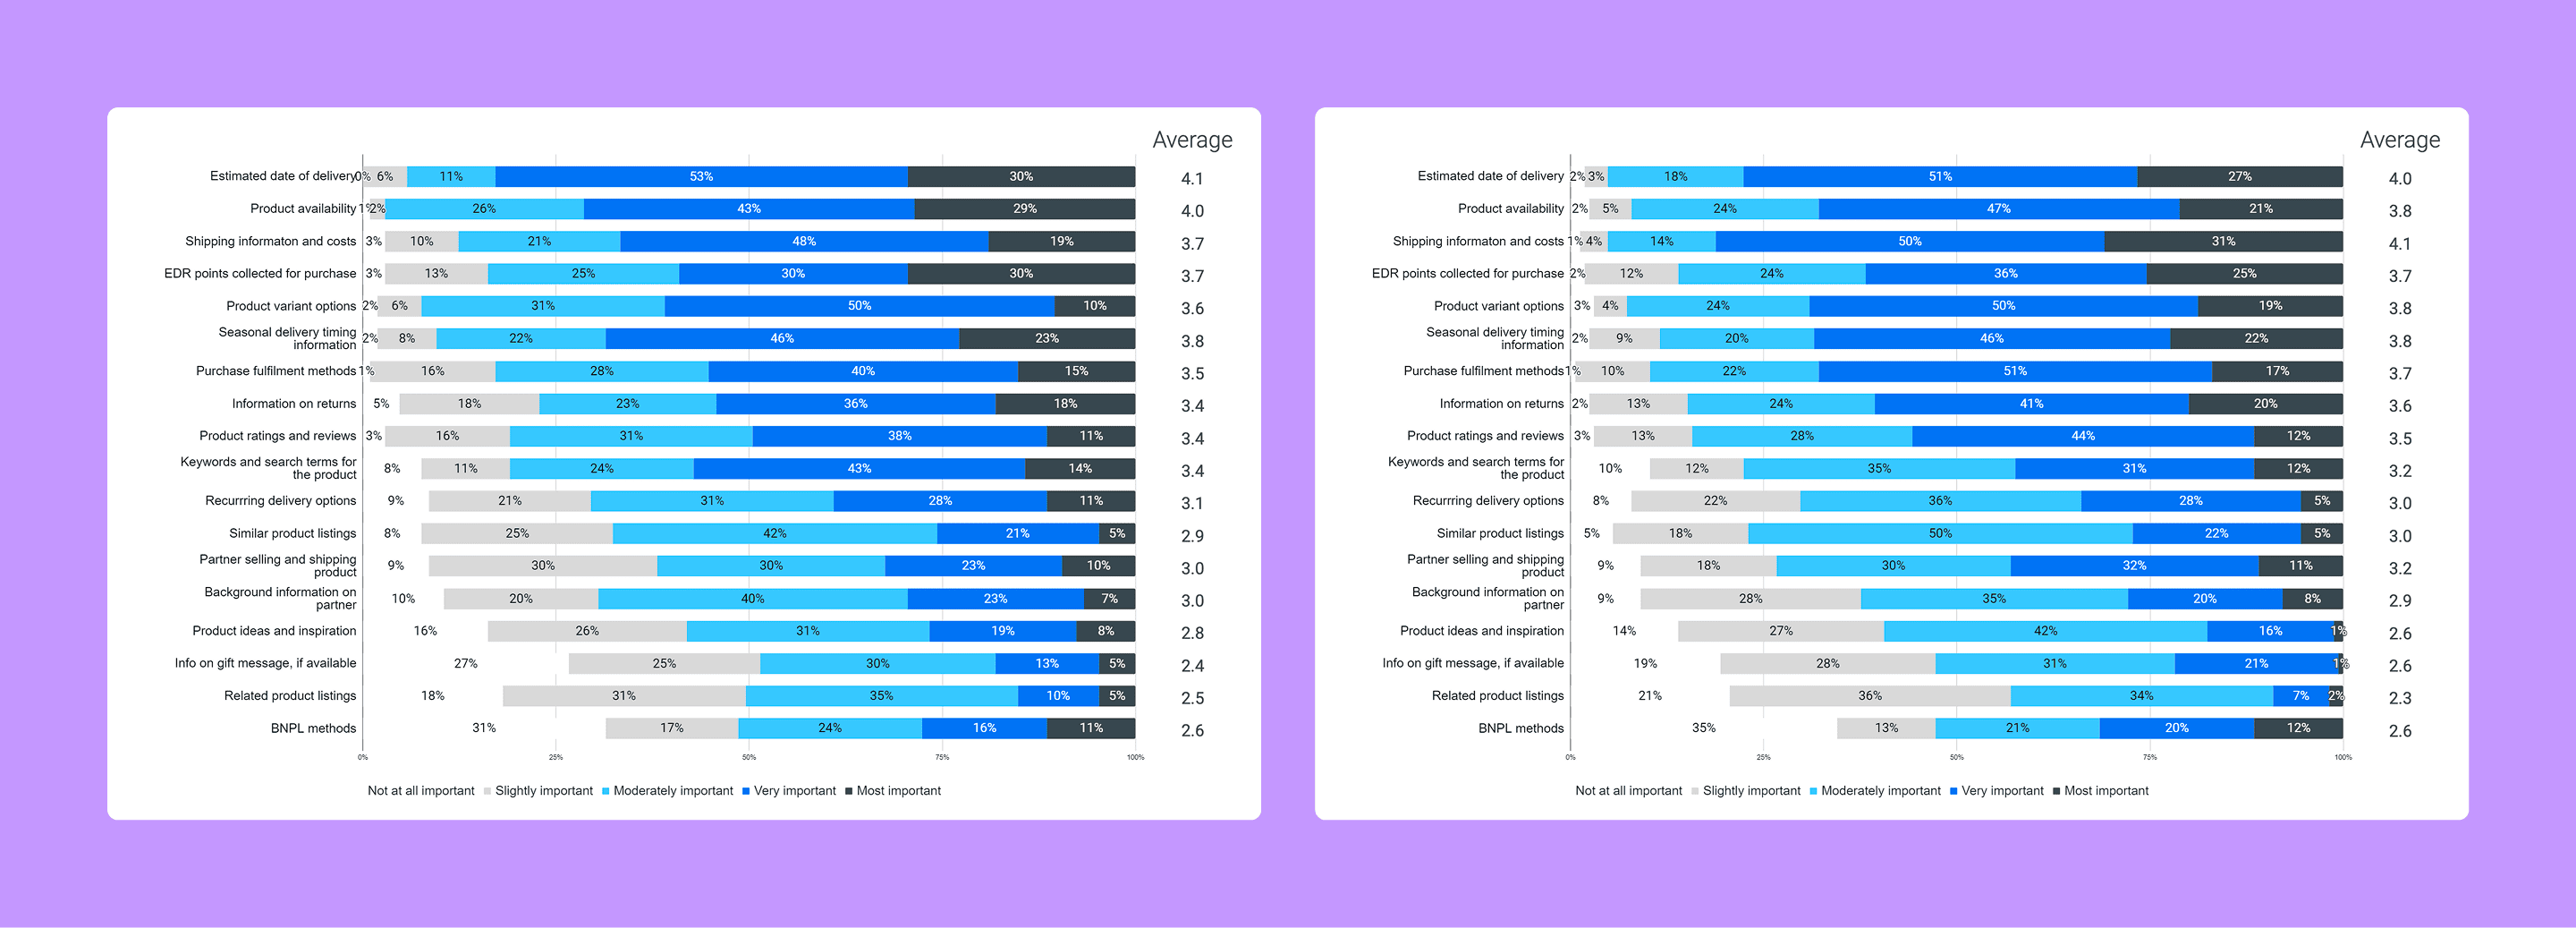 Average
Estimated date of delivery 0% 6% 11% 53% 30% 4.1
Product availability 1% 2% 26% 43% 29% 4.0
Shipping informaton and costs 3% 10% 21% 48% 19% 3.7
EDR points collected for purchase 3% 13% 25% 30% 30% 3.7
Product variant options 2% 6% 31% 50% 10% 3.6
Seasonal delivery timing
information 2% 8% 22% 46% 23% 3.8
Purchase fulfilment methods 1% 16% 28% 40% 15% 3.5
Information on returns 5% 18% 23% 36% 18% 3.4
Product ratings and reviews 3% 16% 31% 38% 11% 3.4
Keywords and search terms for
the product 8% 11% 24% 43% 14% 3.4
Recurrring delivery options 9% 21% 31% 28% 11% 3.1
Similar product listings 8% 25% 42% 21% 5% 2.9
Partner selling and shipping
product 9% 30% 30% 23% 10% 3.0
Background information on
partner 10% 20% 40% 23% 7% 3.0
Product ideas and inspiration 16% 26% 31% 19% 8% 2.8
Info on gift message, if available 27% 25% 30% 13% 5% 2.4
Related product listings 18% 31% 35% 10% 5% 2.5
BNPL methods 31% 17% 24% 16% 11% 2.6
0% 25% 50% 75% 100%
Not at all important Slightly important Moderately important Very important Most important
Average
Estimated date of delivery 2% 3% 18% 51% 27% 4.0
Product availability 2% 5% 24% 47% 21% 3.8
Shipping informaton and costs 1% 4% 14% 50% 31% 4.1
EDR points collected for purchase 2% 12% 24% 36% 25% 3.7
Product variant options 3% 4% 24% 50% 19% 3.8
Seasonal delivery timing
information 2% 9% 20% 46% 22% 3.8
Purchase fulfilment methods 1% 10% 22% 51% 17% 3.7
Information on returns 2% 13% 24% 41% 20% 3.6
Product ratings and reviews 3% 13% 28% 44% 12% 3.5
Keywords and search terms for
the product 10% 12% 35% 31% 12% 3.2
Recurrring delivery options 8% 22% 36% 28% 5% 3.0
Similar product listings 5% 18% 50% 22% 5% 3.0
Partner selling and shipping
product 9% 18% 30% 32% 11% 3.2
Background information on
partner 9% 28% 35% 20% 8% 2.9
Product ideas and inspiration 14% 27% 42% 16% 1% 2.6
Info on gift message, if available 19% 28% 31% 21% 1% 2.6
Related product listings 21% 36% 34% 7% 2% 2.3
BNPL methods 35% 13% 21% 20% 12% 2.6
0% 25% 50% 75% 100%
Not at all important Slightly important Moderately important Very important Most important